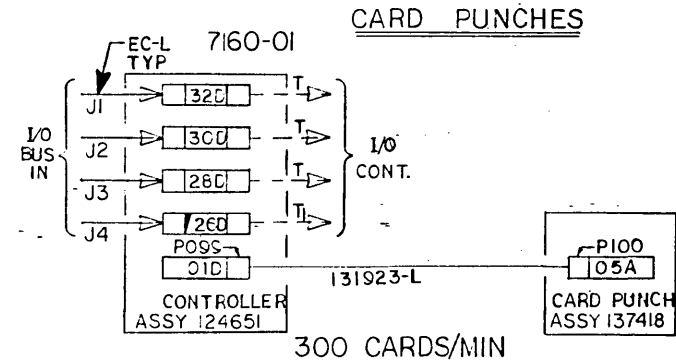 CARD PUNCHES
7160-01
EC-L
TYP
J1
32D
T
J2
30D
T
I/O
BUS
IN
I/O
CONT.
J3
28D
T
J4
26D
T
P099
01D
131923-L
P100
05A
CONTROLLER
ASSY 124651
CARD PUNCH
ASSY 137418
300 CARDS/MIN